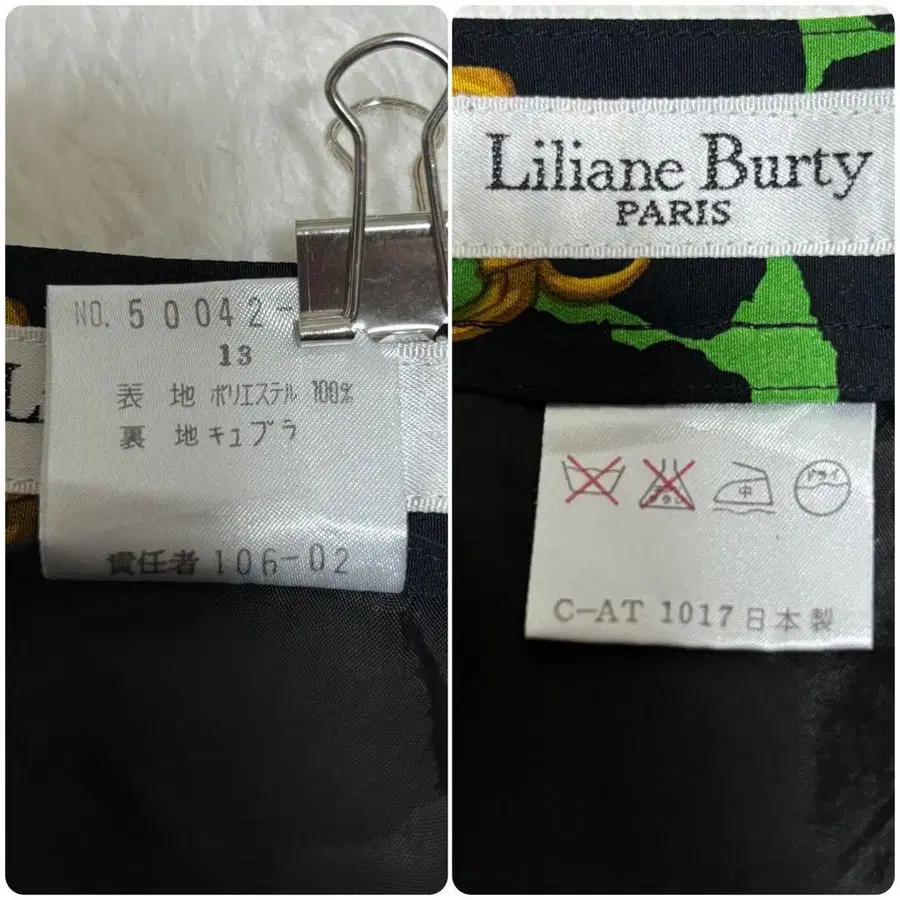 NO. 50042-
13
表 地 ポリエステル 100%
裏 地 キュプラ
責任者 106-02
Liliane Burty
PARIS
中
ドライ
C-AT 1017 日本製